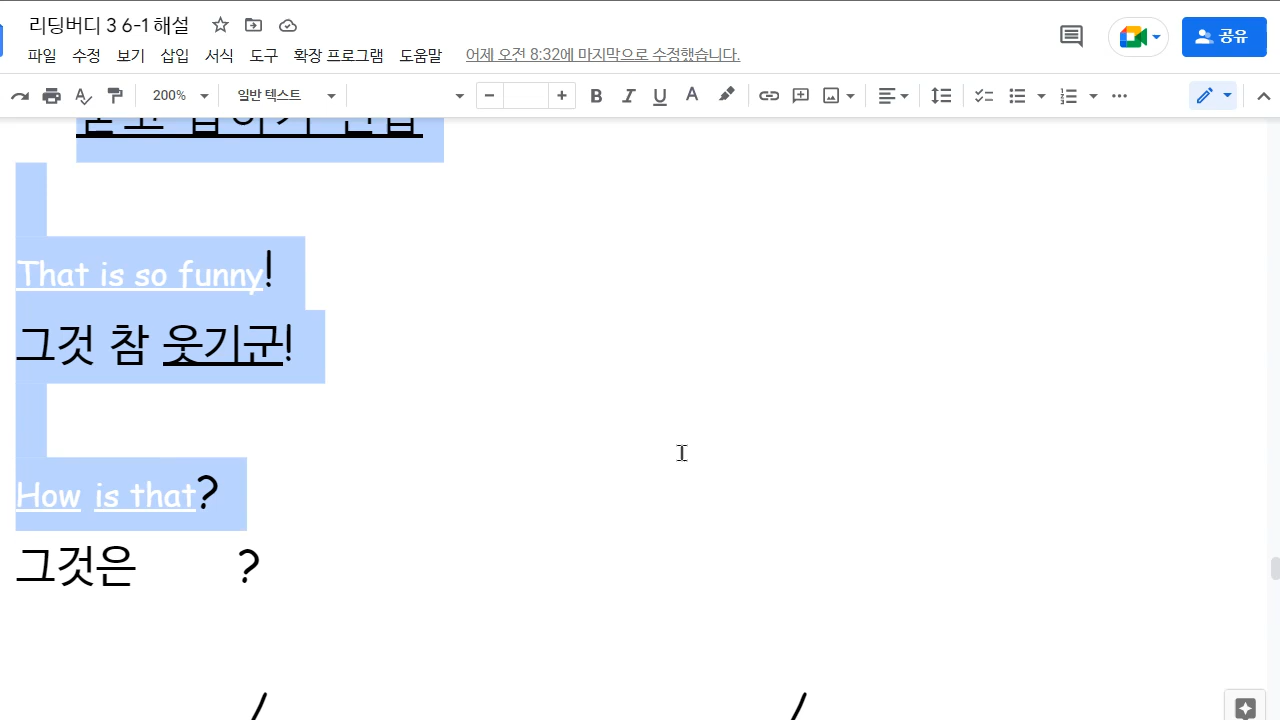 리딩버디 3 6-1 해설
파일 수정 보기 삽입 서식 도구 확장 프로그램 도움말 어제 오전 8:32에 마지막으로 수정했습니다.
공유
200% 일반 텍스트
That is so funny!
그것 참 웃기군!
How is that?
그것은 ?